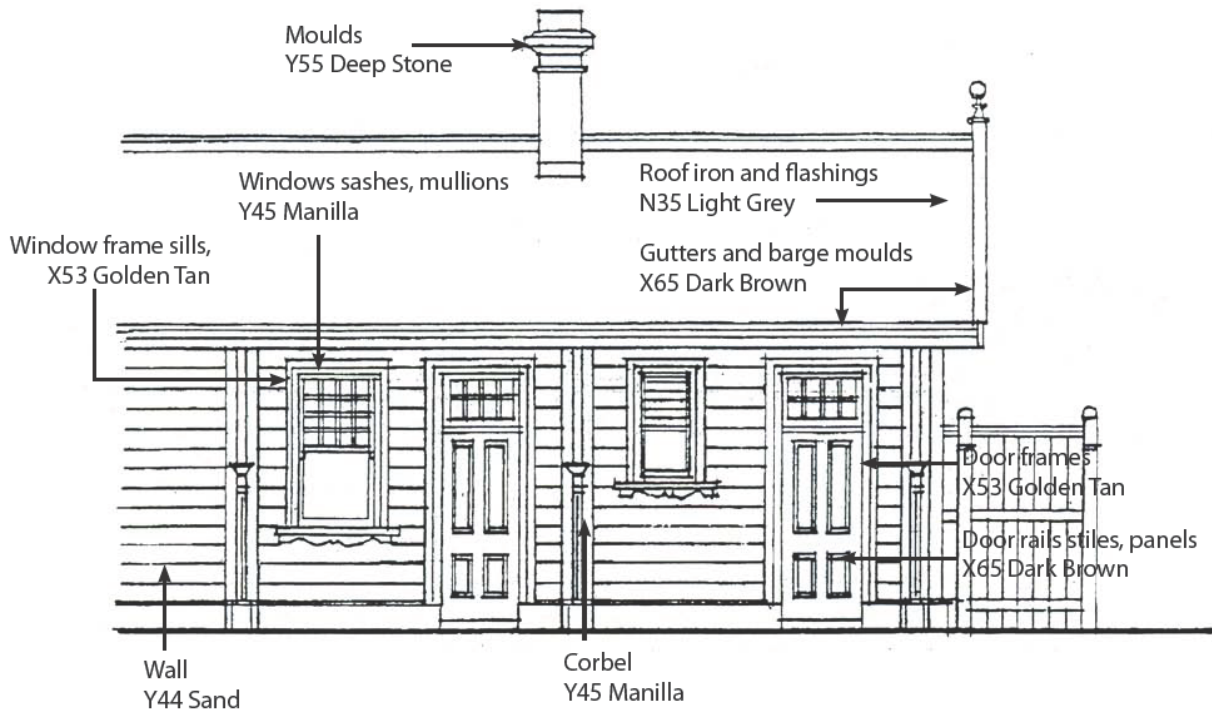 Moulds
Y55 Deep Stone
Windows sashes, mullions
Y45 Manilla
Roof iron and flashings
N35 Light Grey
Window frame sills,
X53 Golden Tan
Gutters and barge moulds
X65 Dark Brown
Door frames
X53 Golden Tan
Door rails stiles, panels
X65 Dark Brown
Wall
Y44 Sand
Corbel
Y45 Manilla